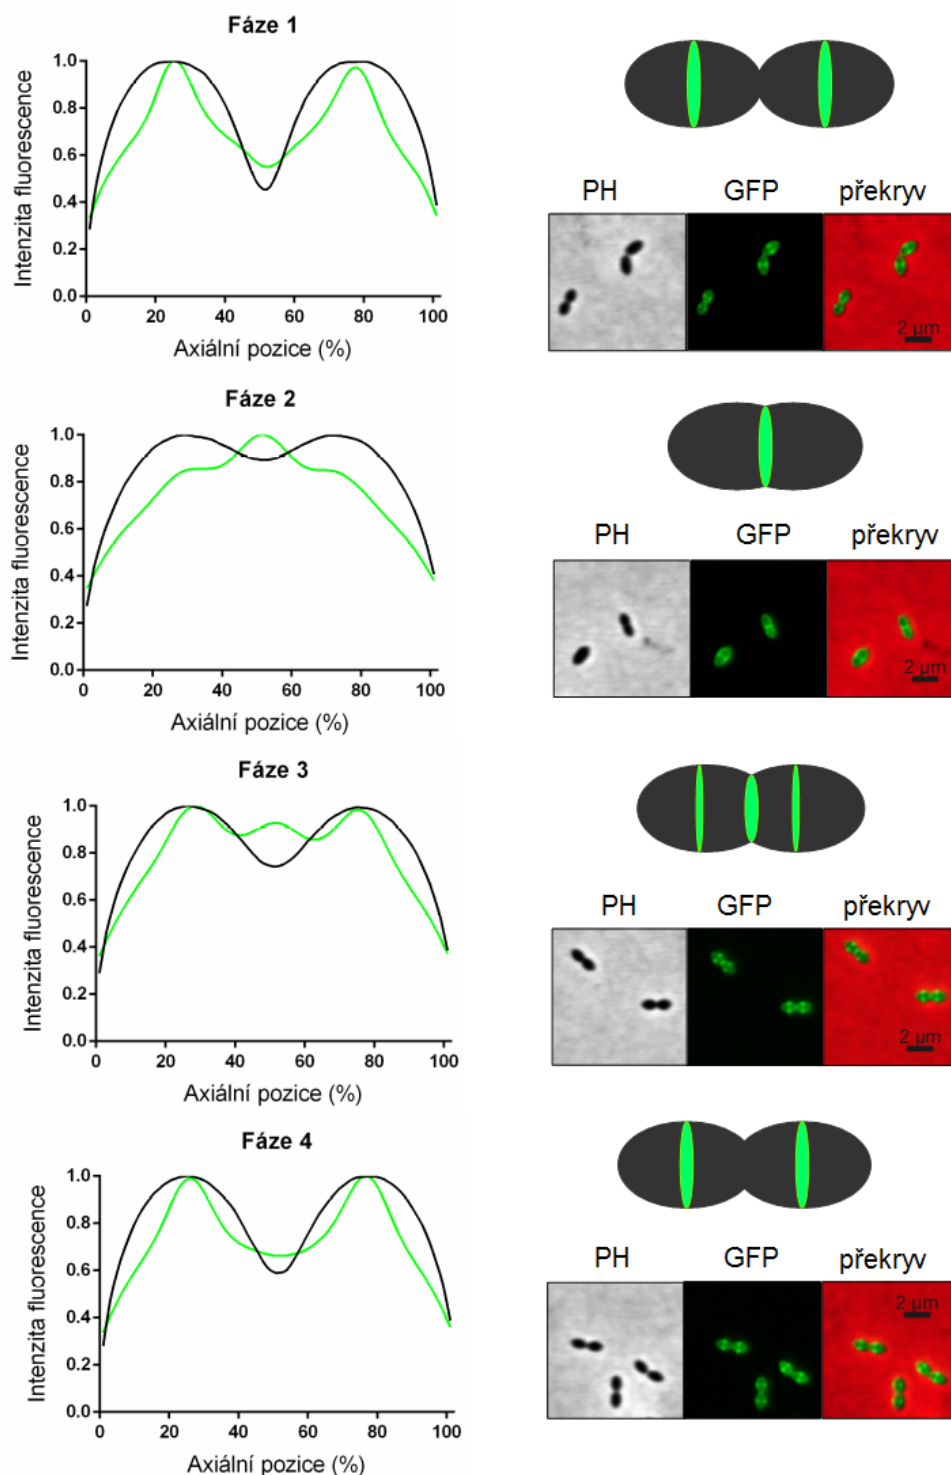 Fáze 1
Intenzita fluorescence
1.0
0.8
0.6
0.4
0.2
0.0
0 20 40 60 80 100
Axiální pozice (%)
PH GFP překryv
2 µm
Fáze 2
Intenzita fluorescence
1.0
0.8
0.6
0.4
0.2
0.0
0 20 40 60 80 100
Axiální pozice (%)
PH GFP překryv
2 µm
Fáze 3
Intenzita fluorescence
1.0
0.8
0.6
0.4
0.2
0.0
0 20 40 60 80 100
Axiální pozice (%)
PH GFP překryv
2 µm
Fáze 4
Intenzita fluorescence
1.0
0.8
0.6
0.4
0.2
0.0
0 20 40 60 80 100
Axiální pozice (%)
PH GFP překryv
2 µm